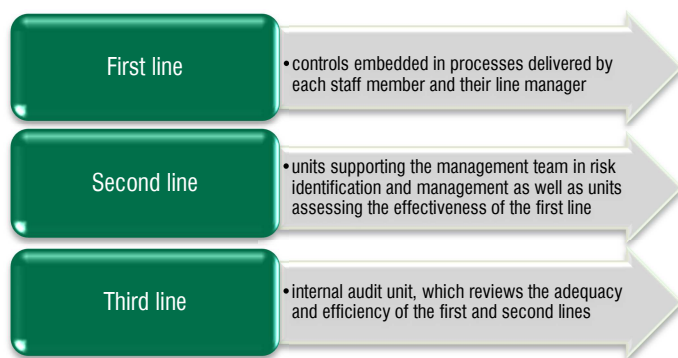 First line
• controls embedded in processes delivered by
each staff member and their line manager
Second line
• units supporting the management team in risk
identification and management as well as units
assessing the effectiveness of the first line
Third line
• internal audit unit, which reviews the adequacy
and efficiency of the first and second lines